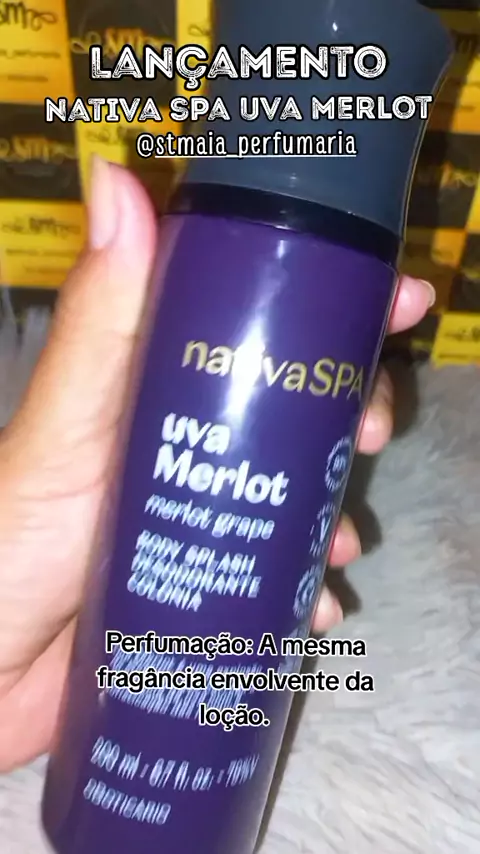 LANÇAMENTO
NATIVA SPA UVA MERLOT
@stmaia_perfumaria
nativaSPA
uva
Merlot
merlot grape
BODY SPLASH
DESODORANTE
COLÔNIA
Perfumação: A mesma
fragância envolvente da
loção.
200 ml
OBOTICÁRIO